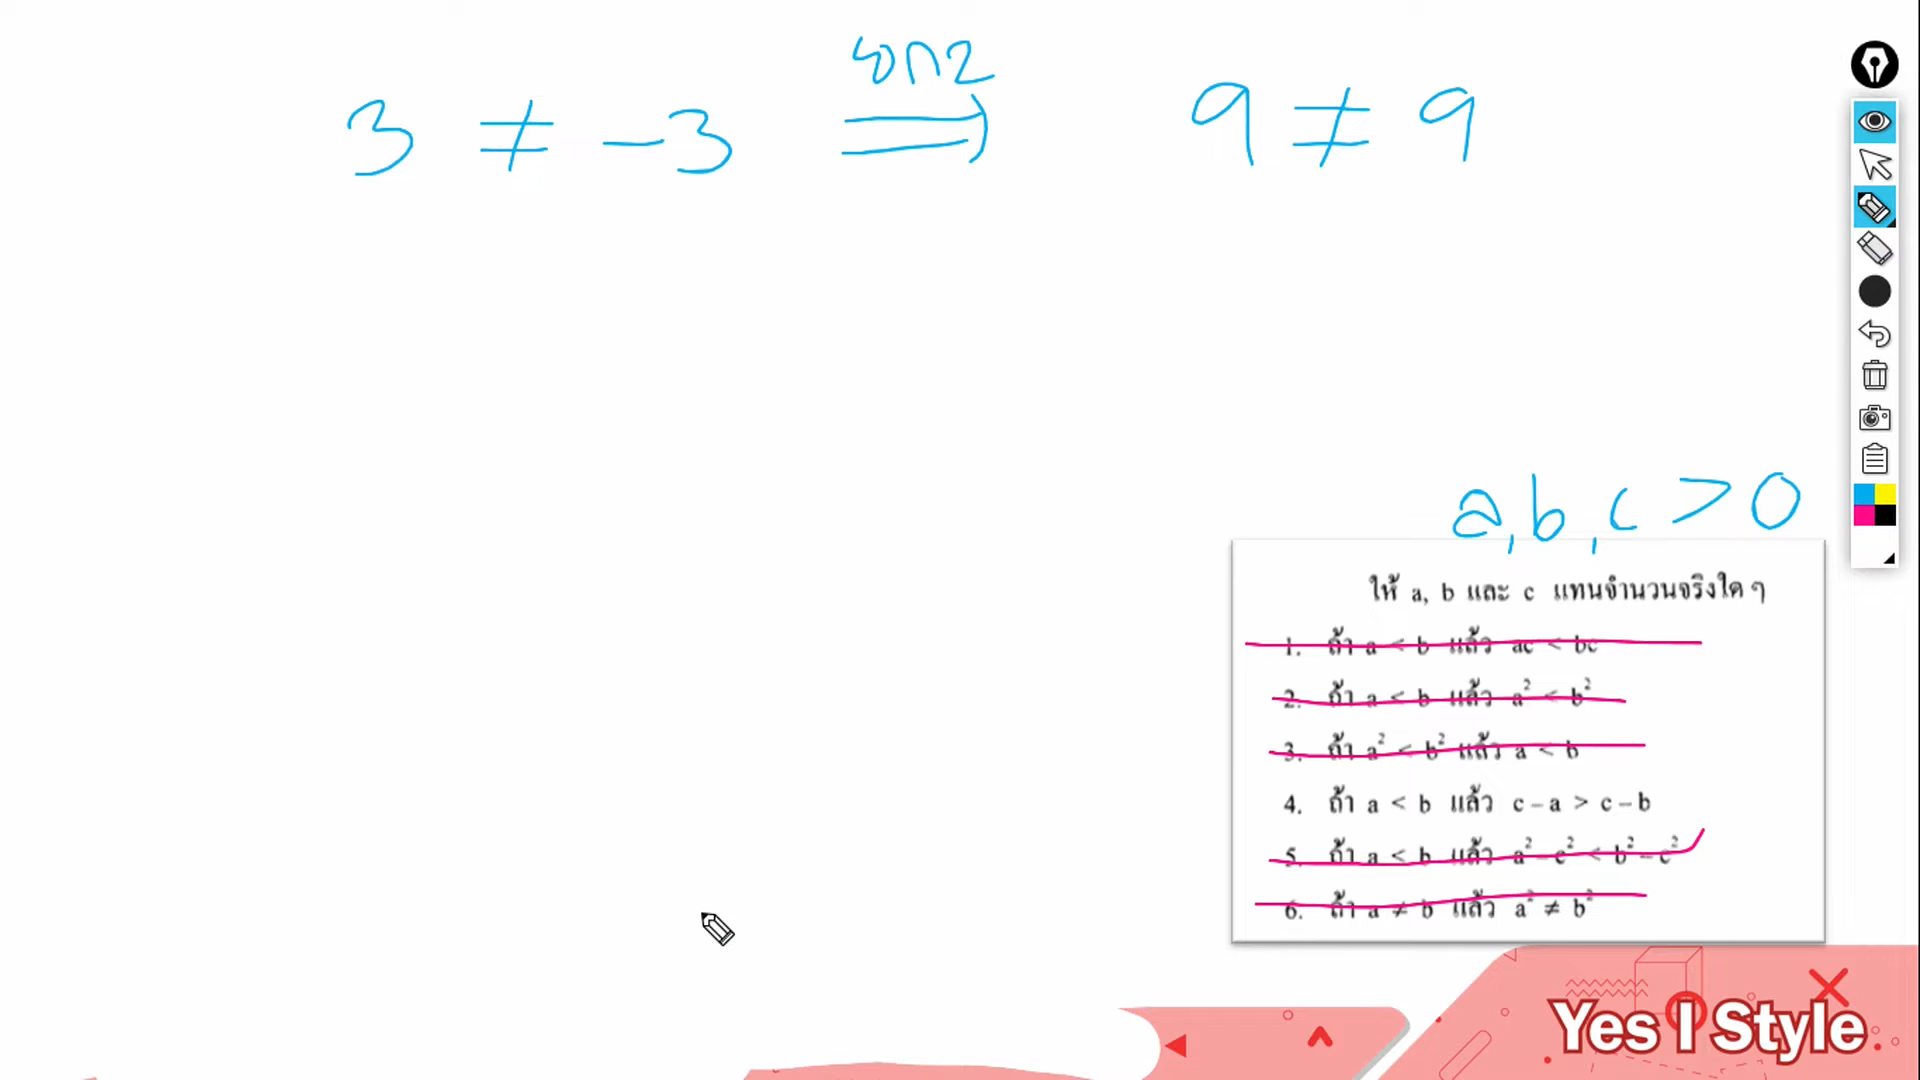 3 ≠ -3 ⟹ 9 ≠ 9
ยก2
a, b, c > 0
ให้ a, b และ c แทนจำนวนจริงใด ๆ
1. ถ้า a < b แล้ว ac < bc
2. ถ้า a < b แล้ว a² < b²
3. ถ้า a² < b² แล้ว a < b
4. ถ้า a < b แล้ว c – a > c – b
5. ถ้า a < b แล้ว a² – c² < b² – c²
6. ถ้า a ≠ b แล้ว a² ≠ b²
Yes I Style